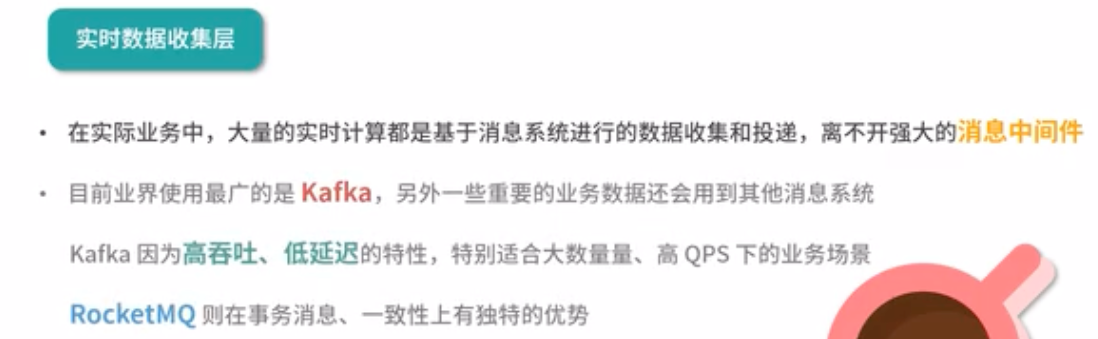 实时数据收集层
• 在实际业务中，大量的实时计算都是基于消息系统进行的数据收集和投递，离不开强大的消息中间件
• 目前业界使用最广的是 Kafka，另外一些重要的业务数据还会用到其他消息系统
Kafka 因为高吞吐、低延迟的特性，特别适合大数量量、高 QPS 下的业务场景
RocketMQ 则在事务消息、一致性上有独特的优势